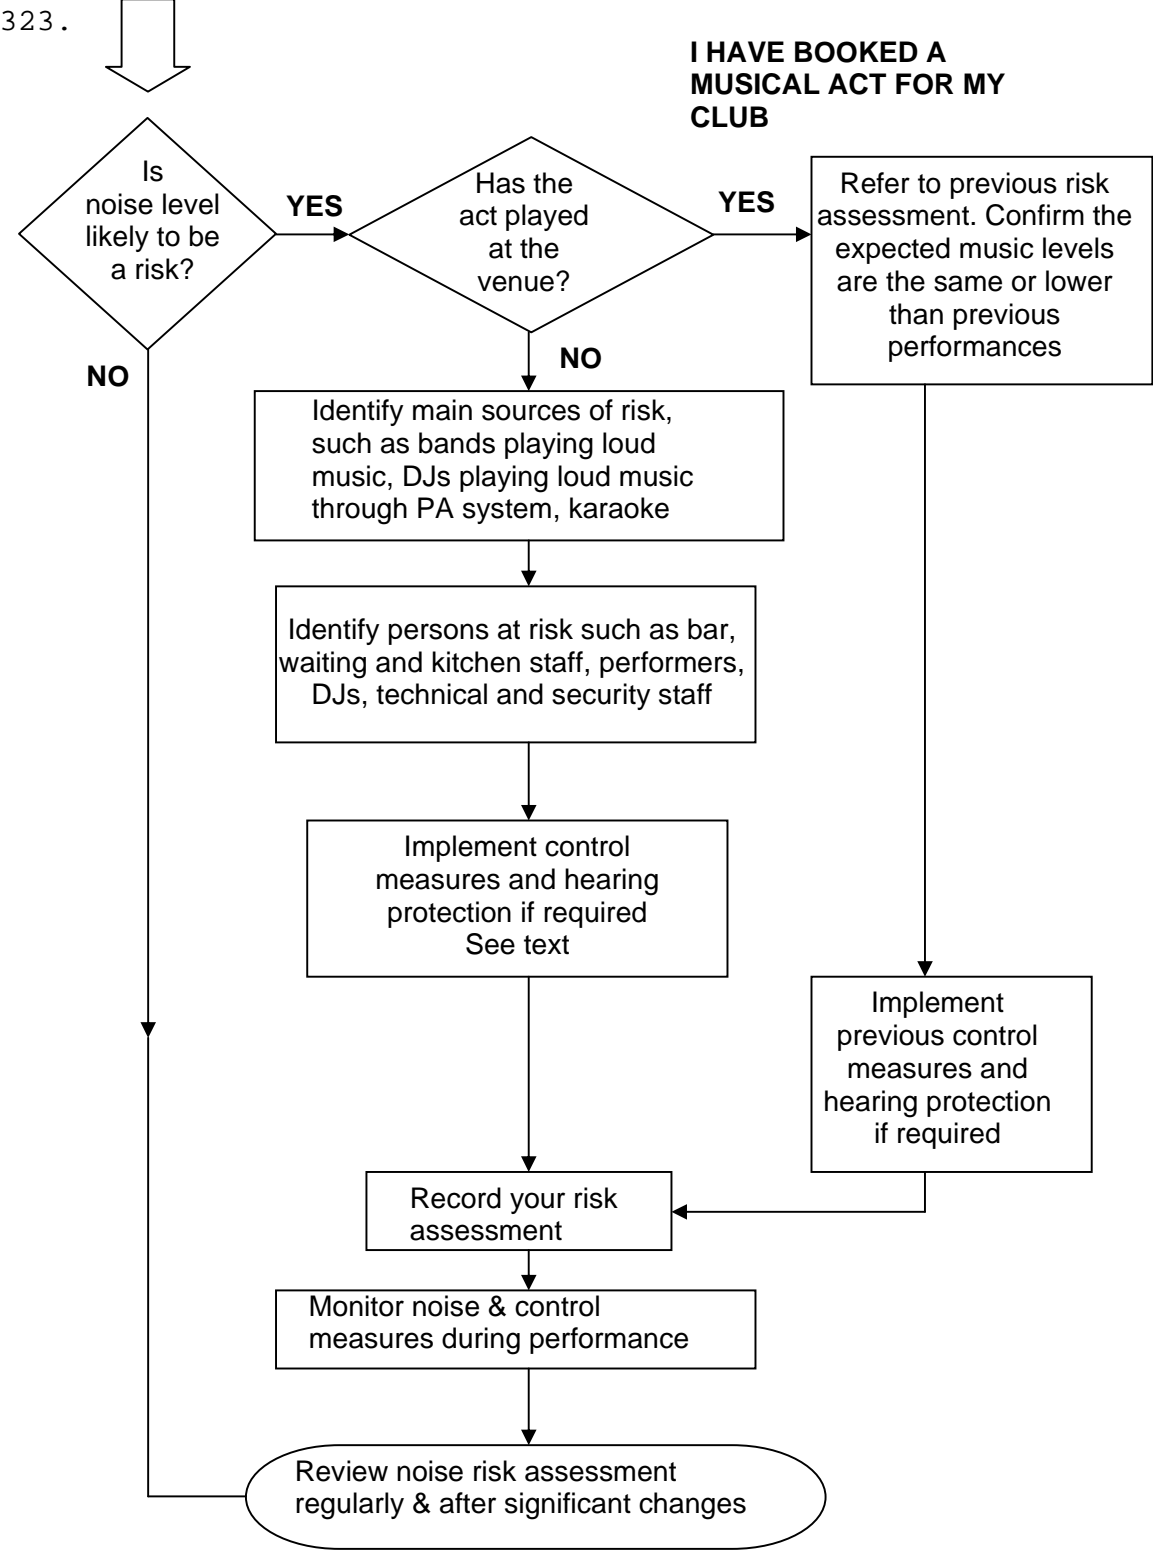 323.
I HAVE BOOKED A
MUSICAL ACT FOR MY
CLUB
Is
noise level
likely to be
a risk?
YES
Has the
act played
at the
venue?
YES
Refer to previous risk
assessment. Confirm the
expected music levels
are the same or lower
than previous
performances
NO
NO
Identify main sources of risk,
such as bands playing loud
music, DJs playing loud music
through PA system, karaoke
Identify persons at risk such as bar,
waiting and kitchen staff, performers,
DJs, technical and security staff
Implement control
measures and hearing
protection if required
See text
Implement
previous control
measures and
hearing protection
if required
Record your risk
assessment
Monitor noise & control
measures during performance
Review noise risk assessment
regularly & after significant changes